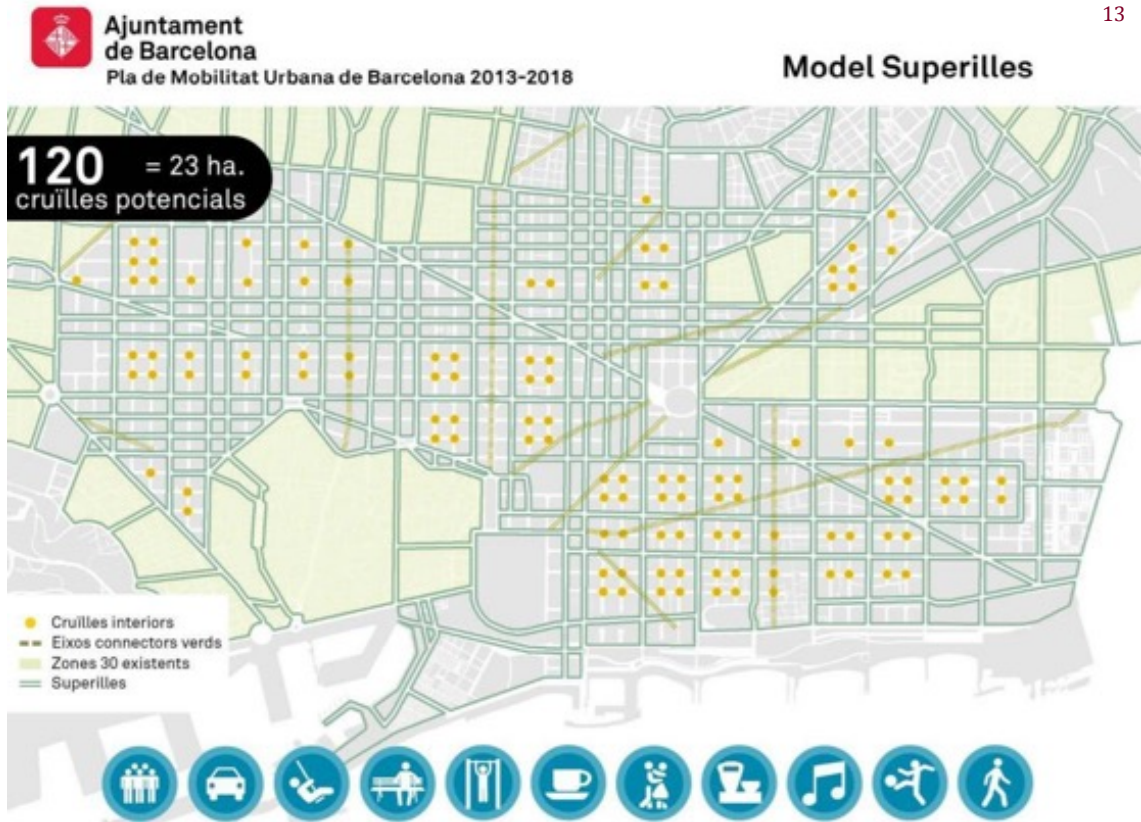 13
Ajuntament
de Barcelona
Pla de Mobilitat Urbana de Barcelona 2013-2018
Model Superilles
120 = 23 ha.
cruïlles potencials
Cruïlles interiors
Eixos connectors verds
Zones 30 existents
Superilles